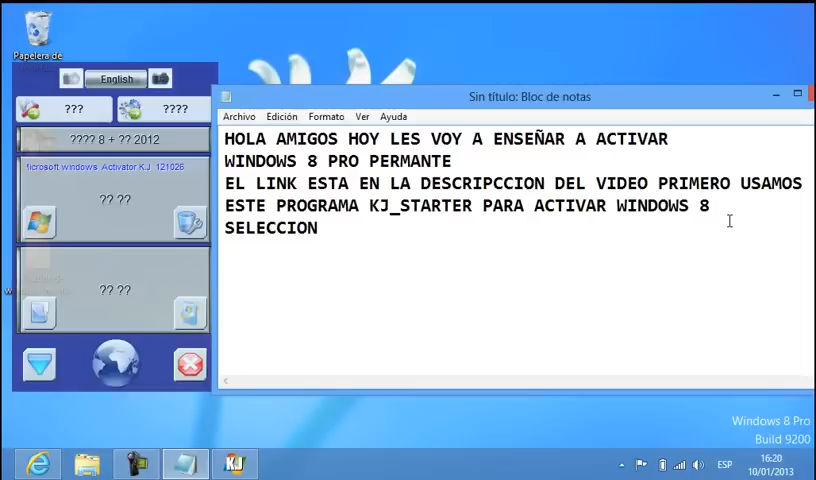 Papelera de
English
???
????
???? 8 + ?? 2012
Microsoft windows Activator K.J_121026
?? ??
?? ??
Sin título: Bloc de notas
Archivo Edición Formato Ver Ayuda
HOLA AMIGOS HOY LES VOY A ENSEÑAR A ACTIVAR
WINDOWS 8 PRO PERMANTE
EL LINK ESTA EN LA DESCRIPCCION DEL VIDEO PRIMERO USAMOS
ESTE PROGRAMA KJ_STARTER PARA ACTIVAR WINDOWS 8
SELECCION
Windows 8 Pro
Build 9200
KJ
ESP
16:20
10/01/2013